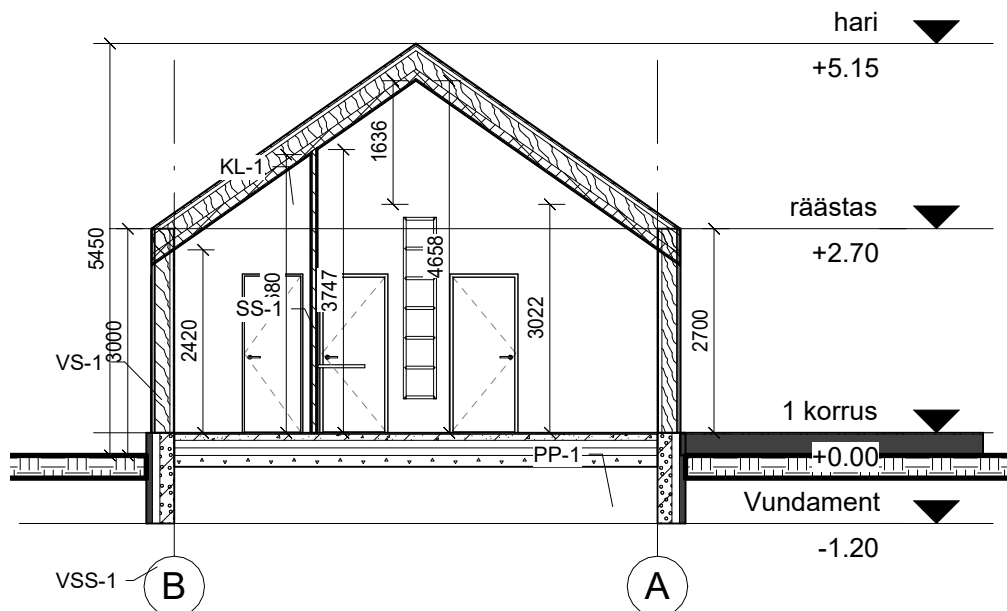 hari
+5.15
1636
KL-1
räästas
+2.70
5450
3000
2420
SS-1
3747
4658
3022
2700
VS-1
1 korrus
+0.00
PP-1
Vundament
-1.20
VSS-1
B
A